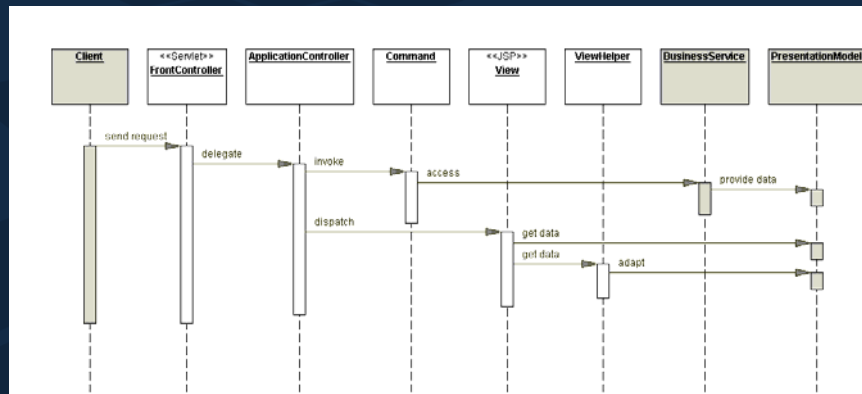 Client
<<Servlet>>
FrontController
ApplicationController
Command
<<JSP>>
View
ViewHelper
BusinessService
PresentationModel
send request
delegate
invoke
access
provide data
dispatch
get data
get data
adapt